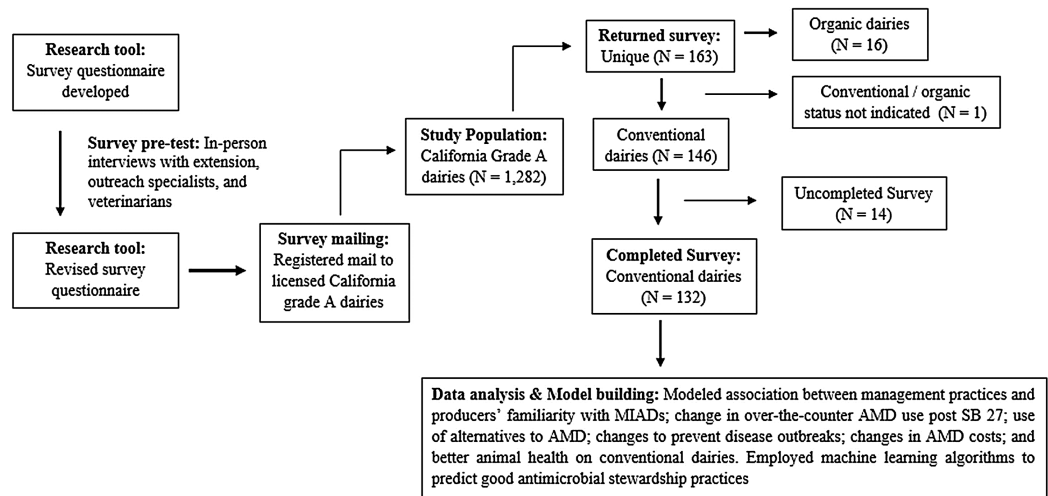 Research tool:
Survey questionnaire
developed
Survey pre-test: In-person
interviews with extension,
outreach specialists, and
veterinarians
Research tool:
Revised survey
questionnaire
Survey mailing:
Registered mail to
licensed California
grade A dairies
Study Population:
California Grade A
dairies (N = 1,282)
Returned survey:
Unique (N = 163)
Organic dairies
(N = 16)
Conventional / organic
status not indicated (N = 1)
Conventional
dairies (N = 146)
Uncompleted Survey
(N = 14)
Completed Survey:
Conventional dairies
(N = 132)
Data analysis & Model building: Modeled association between management practices and
producers' familiarity with MIADs; change in over-the-counter AMD use post SB 27; use
of alternatives to AMD; changes to prevent disease outbreaks; changes in AMD costs; and
better animal health on conventional dairies. Employed machine learning algorithms to
predict good antimicrobial stewardship practices